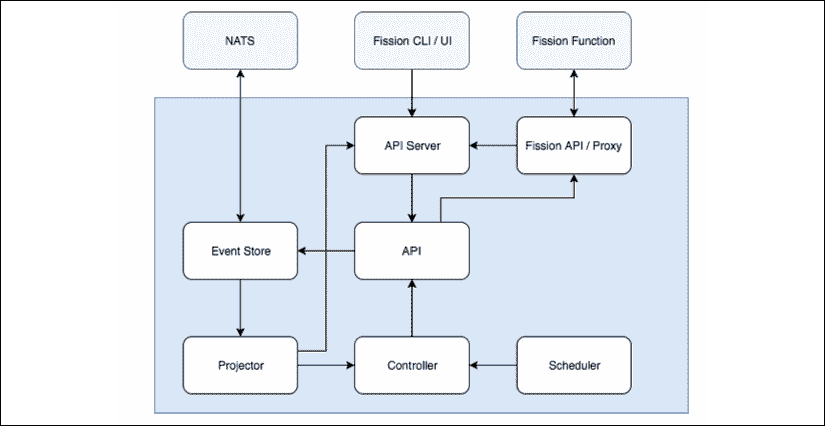 NATS
Fission CLI / UI
Fission Function
API Server
Fission API / Proxy
Event Store
API
Projector
Controller
Scheduler